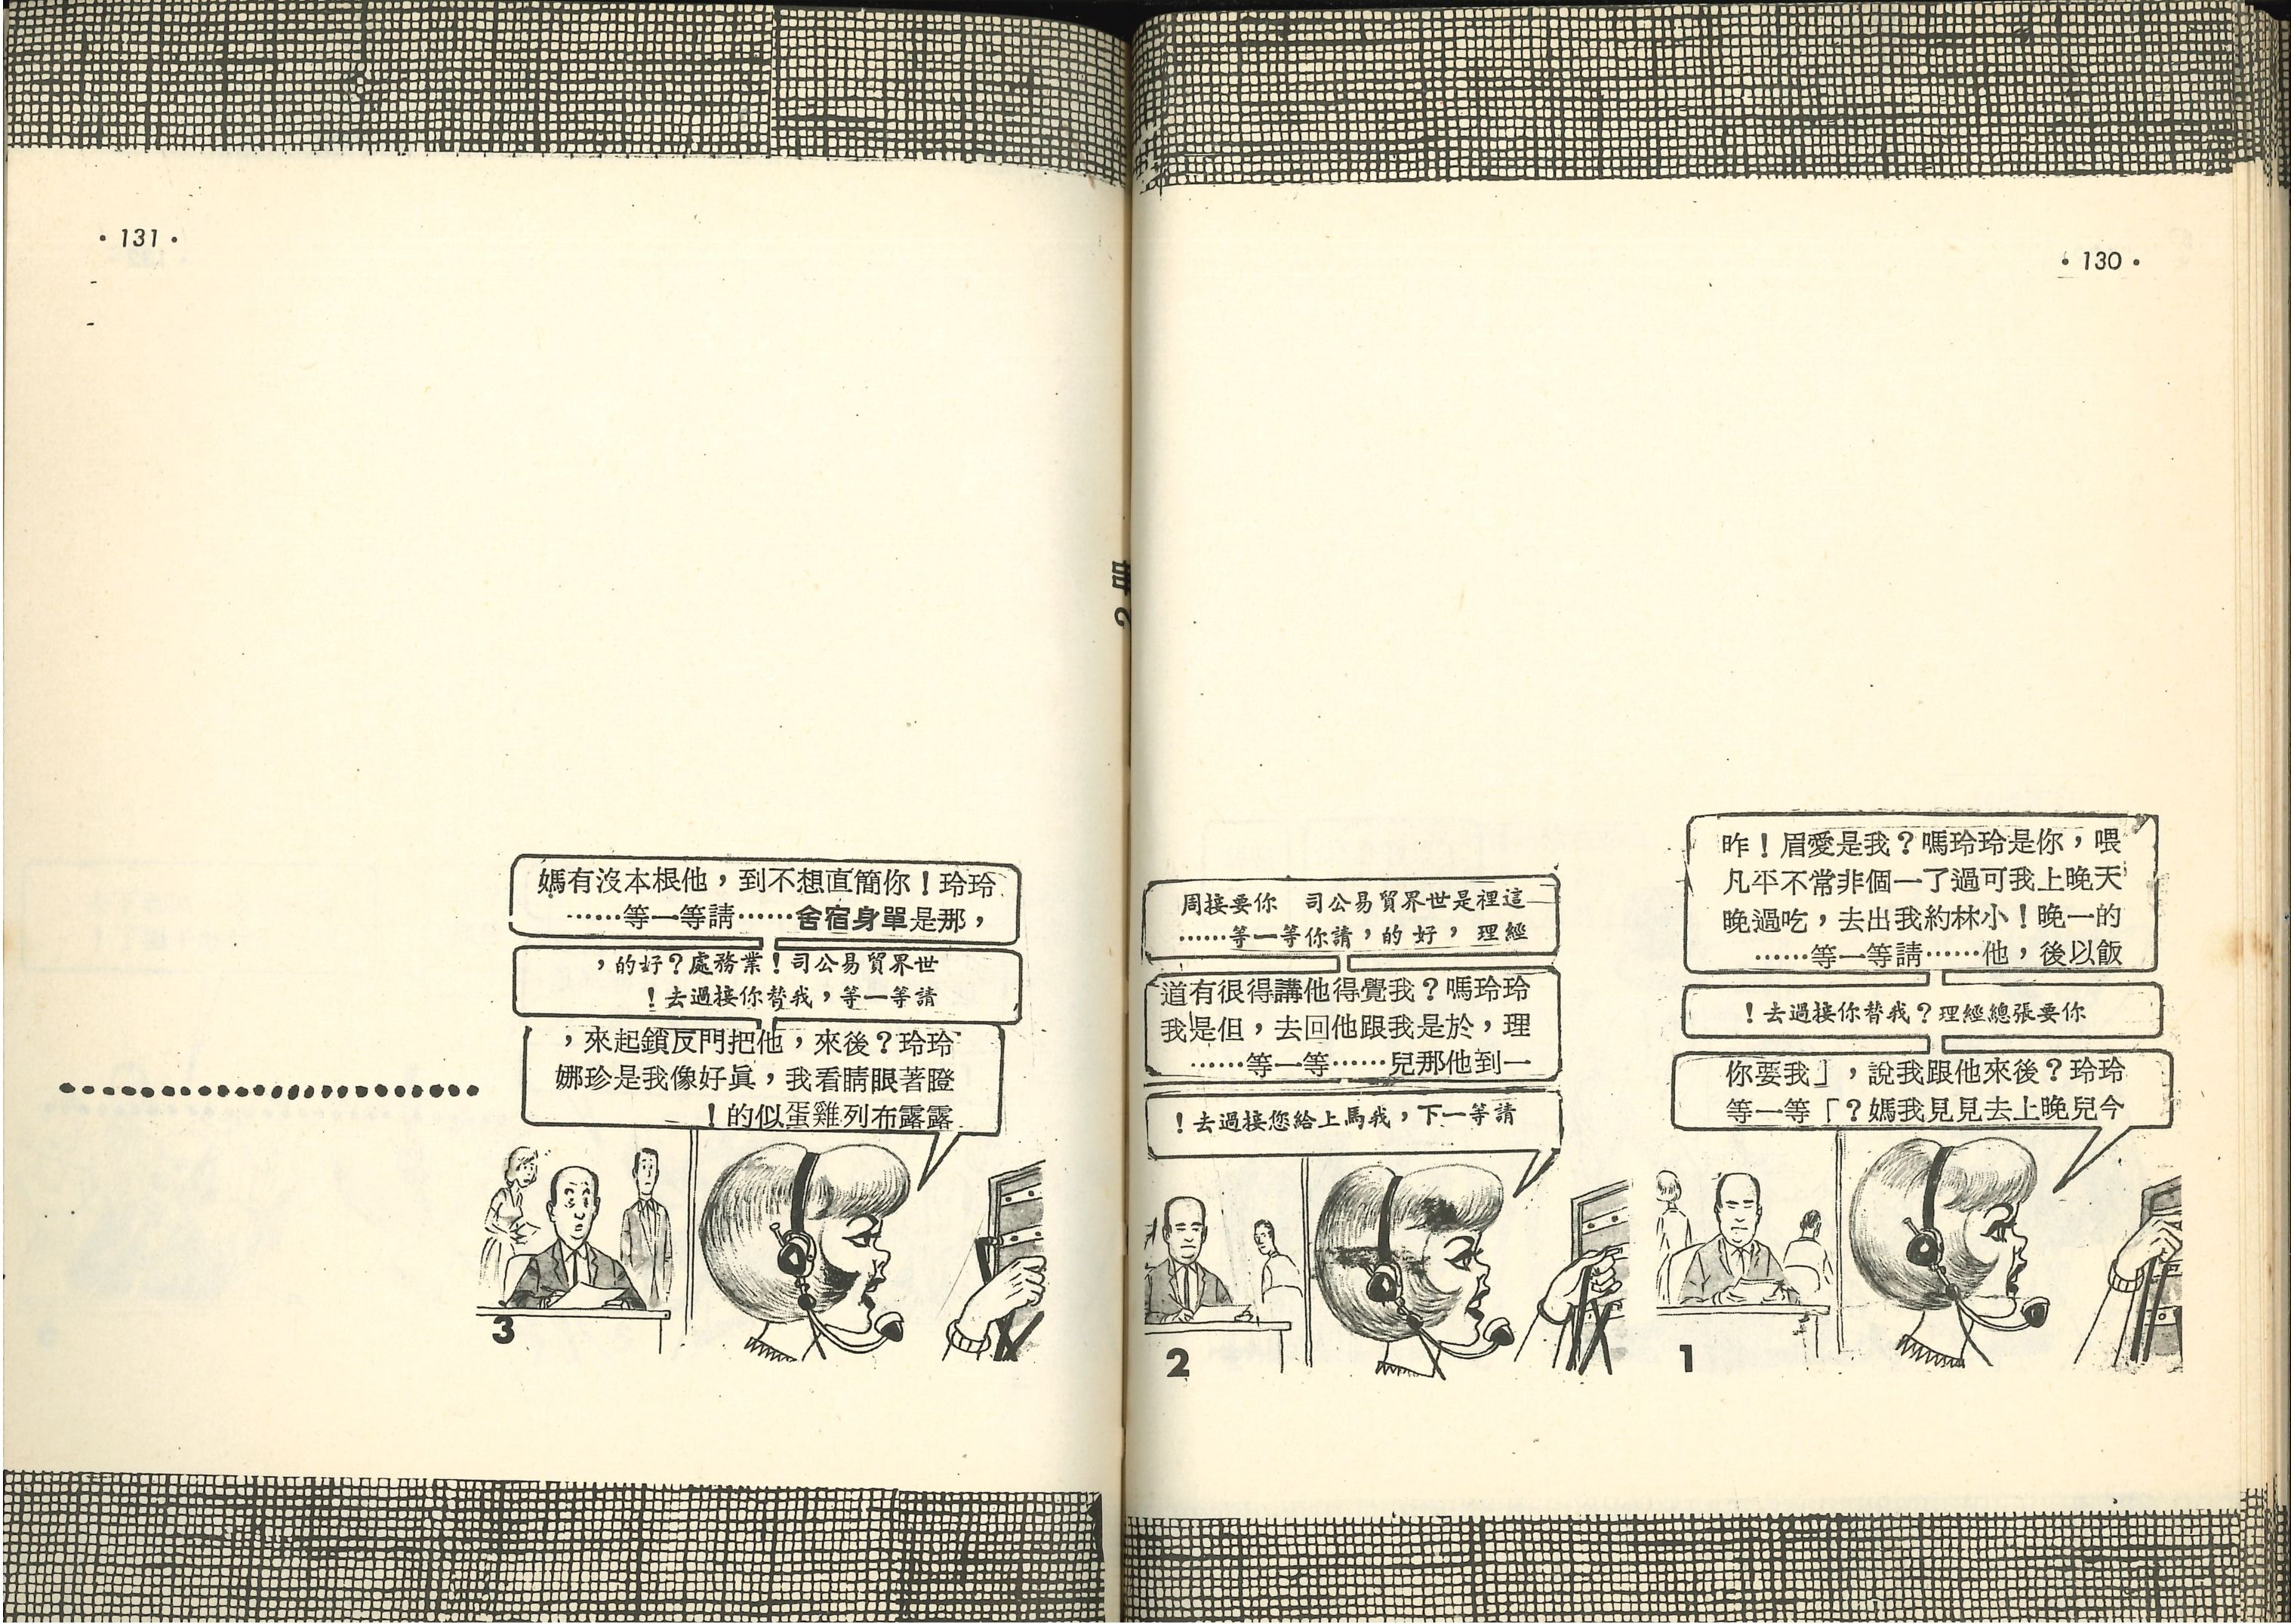 • 130 •
喂，你是玲玲嗎？我是愛眉！昨
天晚上我可過了一個非常不平凡
的一晚！小林約我出去，吃過晚
飯以後，他……請等一等……
你要張總經理？我替你接過去！
玲玲？後來他跟我說，「我要你
今兒晚上去見見我媽？」等一等
1
這裡是世界貿易公司　你要接周
經理，好的，請你等一等……
玲玲嗎？我覺得他講得很有道
理，於是我跟他回去，但是我
一到他那兒……等一等……
請等一下，我馬上給您接過去！
2
• 131 •
玲玲！你簡直想不到，他根本沒有媽
，那是單身宿舍……請等一等……
世界貿易公司！業務處？好的，
請等一等，我替你接過去！
玲玲？後來，他把門反鎖起來，
瞪著眼睛看我，眞好像我是珍娜
露露布列雞蛋似的！
3